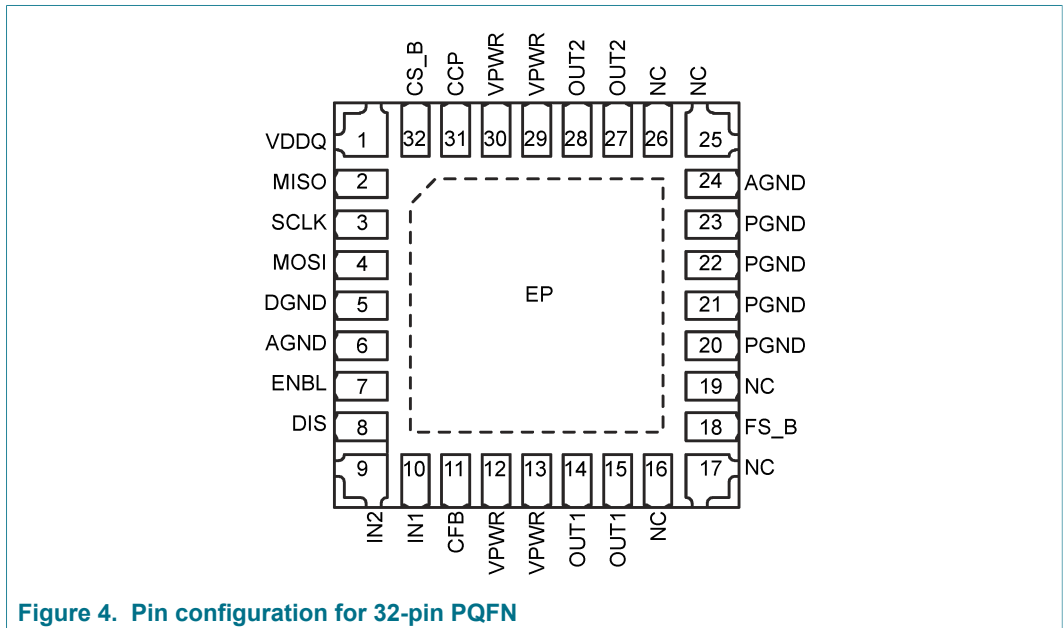 CS_B
CCP
VPWR
VPWR
OUT2
OUT2
NC
NC
32
31
30
29
28
27
26
VDDQ 1
25
MISO 2
24 AGND
SCLK 3
23 PGND
MOSI 4
22 PGND
EP
DGND 5
21 PGND
AGND 6
20 PGND
ENBL 7
19 NC
DIS 8
18 FS_B
9
10
11
12
13
14
15
16
17 NC
IN2
IN1
CFB
VPWR
VPWR
OUT1
OUT1
NC
Figure 4. Pin configuration for 32-pin PQFN